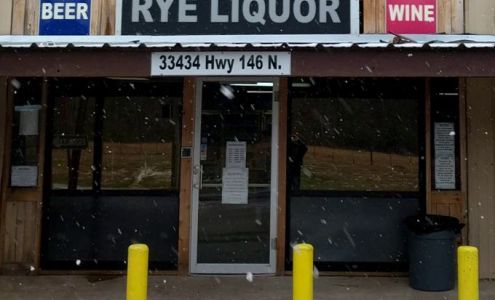 BEER
RYE LIQUOR
WINE
33434 Hwy 146 N.